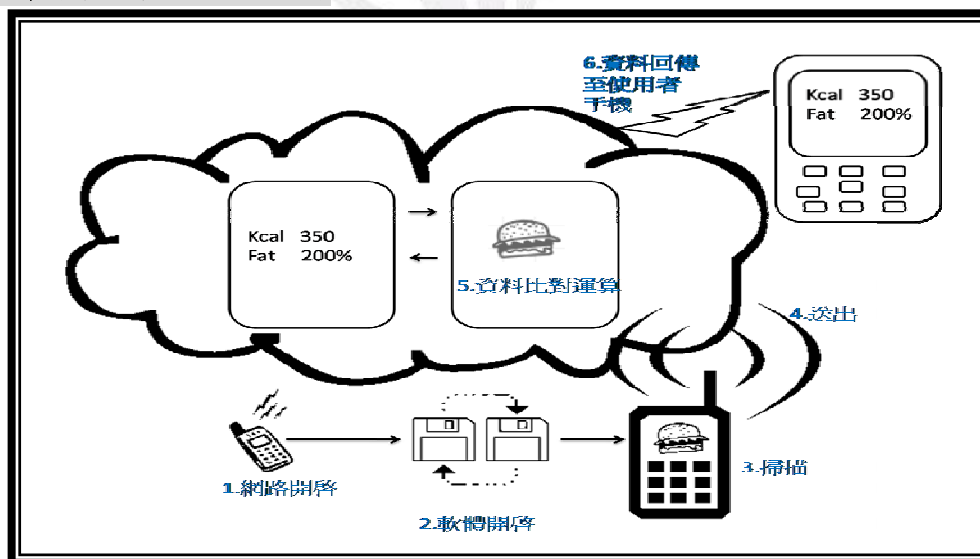 6.資料回傳
至使用者
手機
Kcal 350
Fat 200%
Kcal 350
Fat 200%
5.資料比對運算
4.送出
3.掃描
1.網路開啓
2.軟體開啓